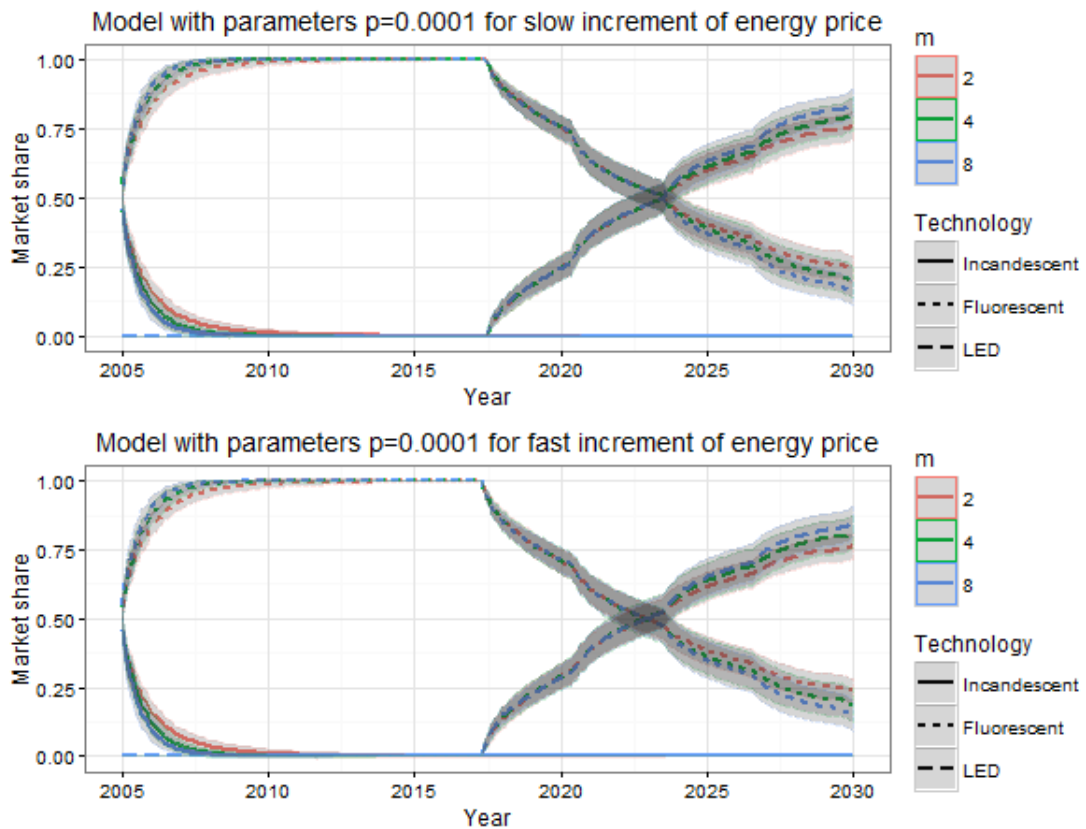 Model with parameters p=0.0001 for slow increment of energy price
1.00
0.75
0.50
0.25
0.00
Market share
2005
2010
2015
2020
2025
2030
Year
m
2
4
8
Technology
Incandescent
Fluorescent
LED
Model with parameters p=0.0001 for fast increment of energy price
1.00
0.75
0.50
0.25
0.00
Market share
2005
2010
2015
2020
2025
2030
Year
m
2
4
8
Technology
Incandescent
Fluorescent
LED